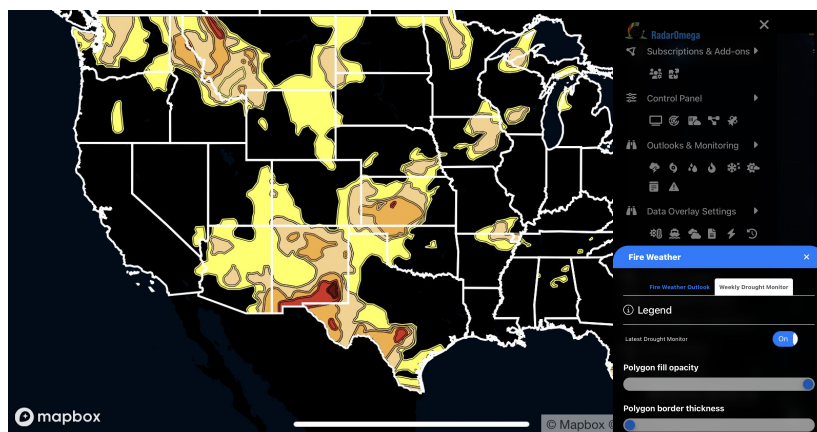 RadarOmega
Subscriptions & Add-ons
Control Panel
Outlooks & Monitoring
Data Overlay Settings
Fire Weather
Fire Weather Outlook
Weekly Drought Monitor
Legend
Latest Drought Monitor
On
Polygon fill opacity
Polygon border thickness
mapbox
© Mapbox ©